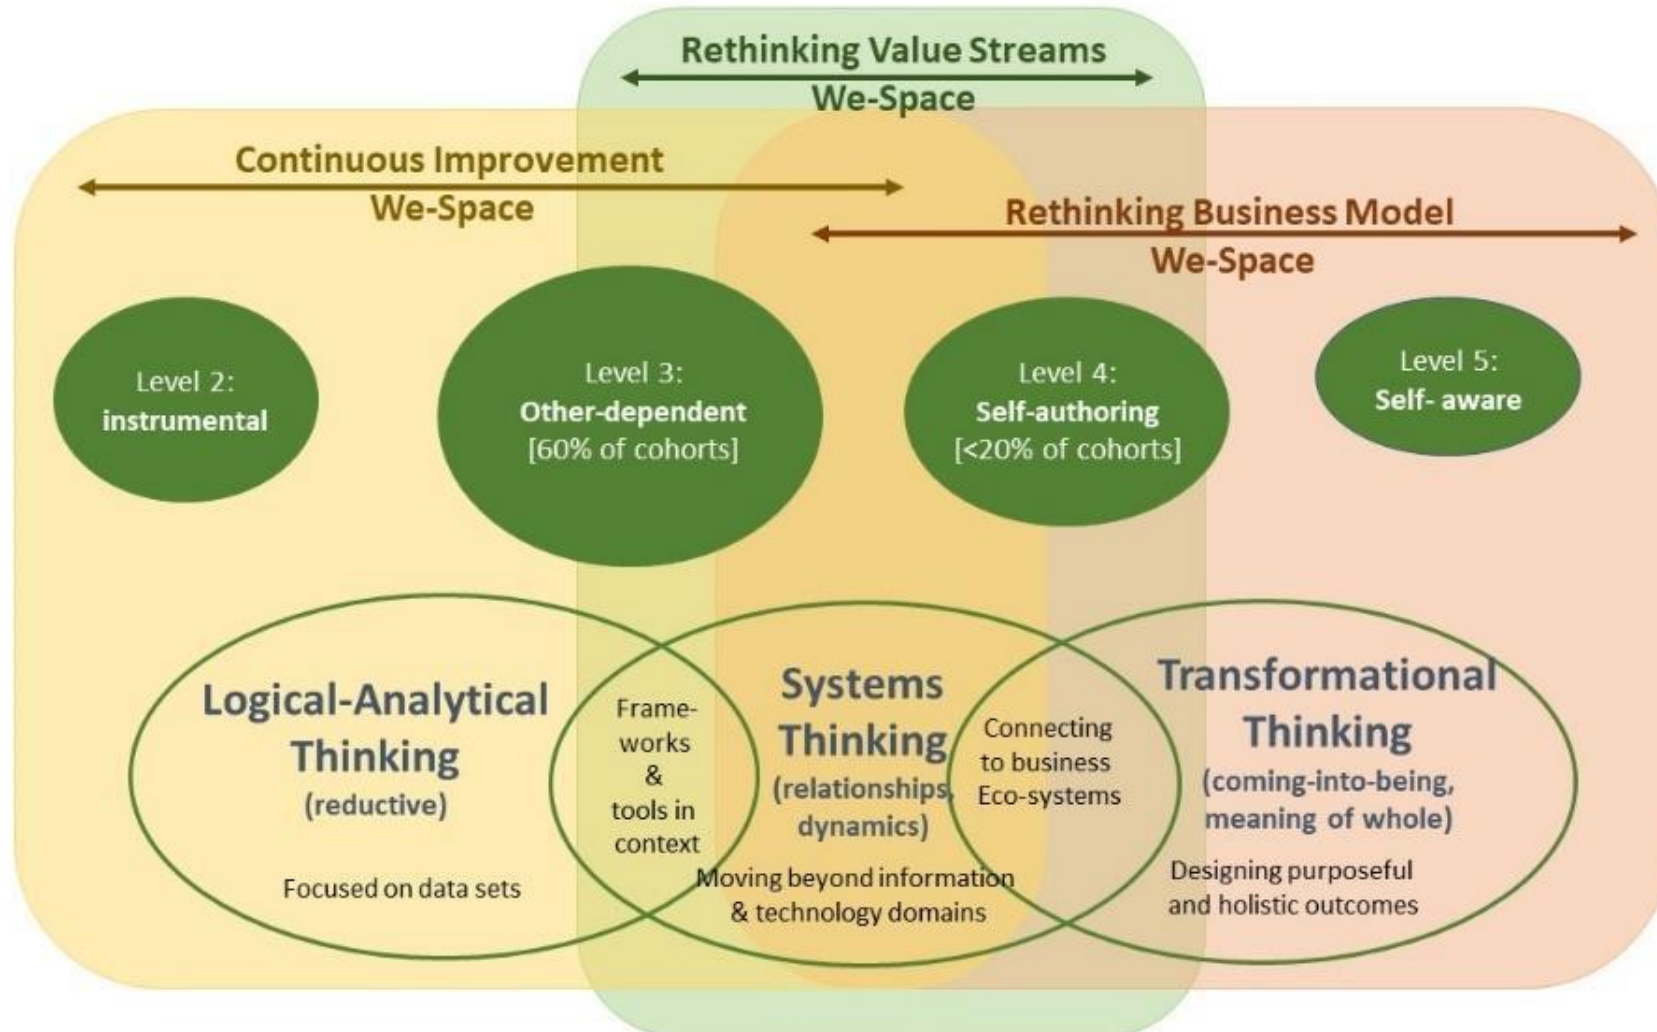 Rethinking Value Streams
We-Space
Continuous Improvement
We-Space
Rethinking Business Model
We-Space
Level 2:
instrumental
Level 3:
Other-dependent
[60% of cohorts]
Level 4:
Self-authoring
[<20% of cohorts]
Level 5:
Self- aware
Logical-Analytical
Thinking
(reductive)
Focused on data sets
Frame-
works
&
tools in
context
Systems
Thinking
(relationships,
dynamics)
Moving beyond information
& technology domains
Connecting
to business
Eco-systems
Transformational
Thinking
(coming-into-being,
meaning of whole)
Designing purposeful
and holistic outcomes